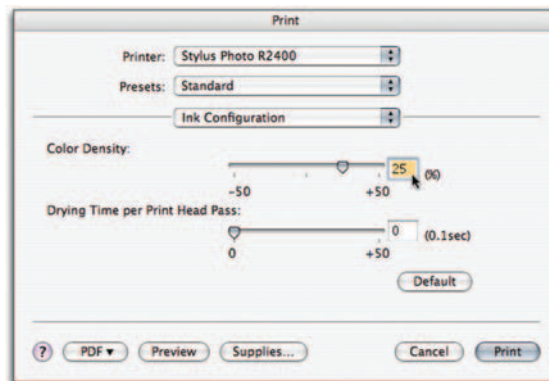 Print
Printer: Stylus Photo R2400
Presets: Standard
Ink Configuration
Color Density:
25 (%)
-50 +50
Drying Time per Print Head Pass:
0 (0.1sec)
0 +50
Default
? PDF ▼ Preview Supplies... Cancel Print